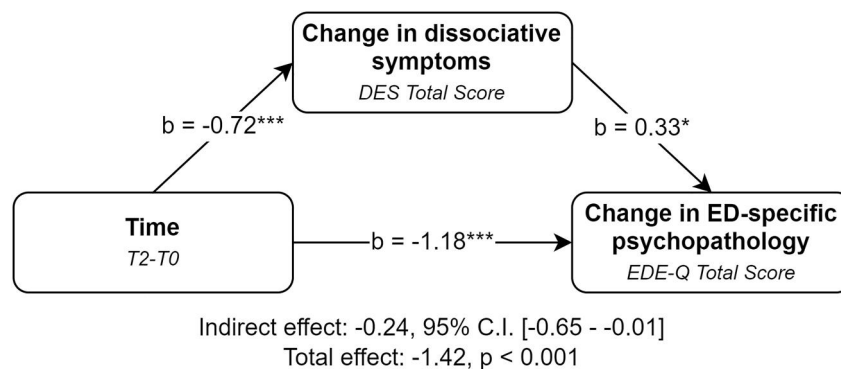 Change in dissociative
symptoms
DES Total Score
b = -0.72***
b = 0.33*
Time
T2-T0
b = -1.18***
Change in ED-specific
psychopathology
EDE-Q Total Score
Indirect effect: -0.24, 95% C.I. [-0.65 - -0.01]
Total effect: -1.42, p < 0.001